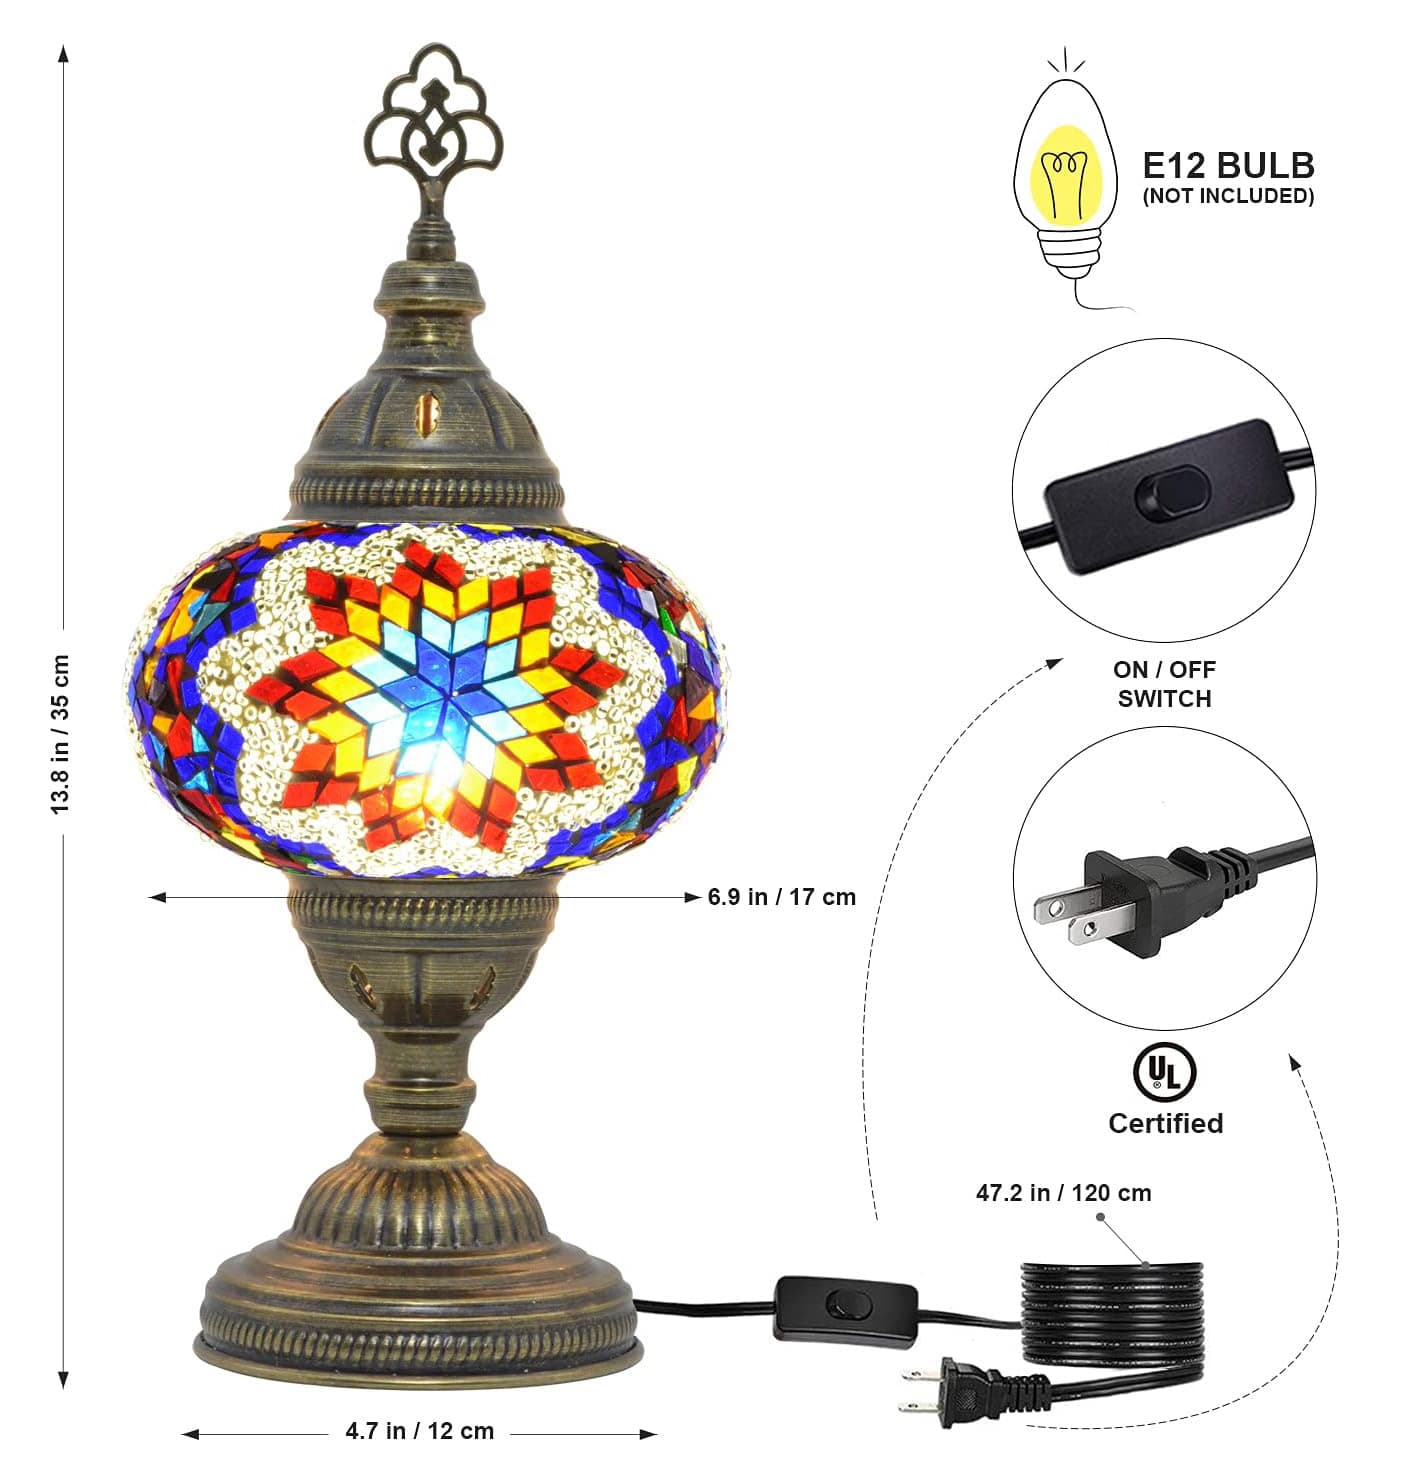 E12 BULB
(NOT INCLUDED)
13.8 in / 35 cm
ON / OFF
SWITCH
6.9 in / 17 cm
UL
®
Certified
47.2 in / 120 cm
4.7 in / 12 cm